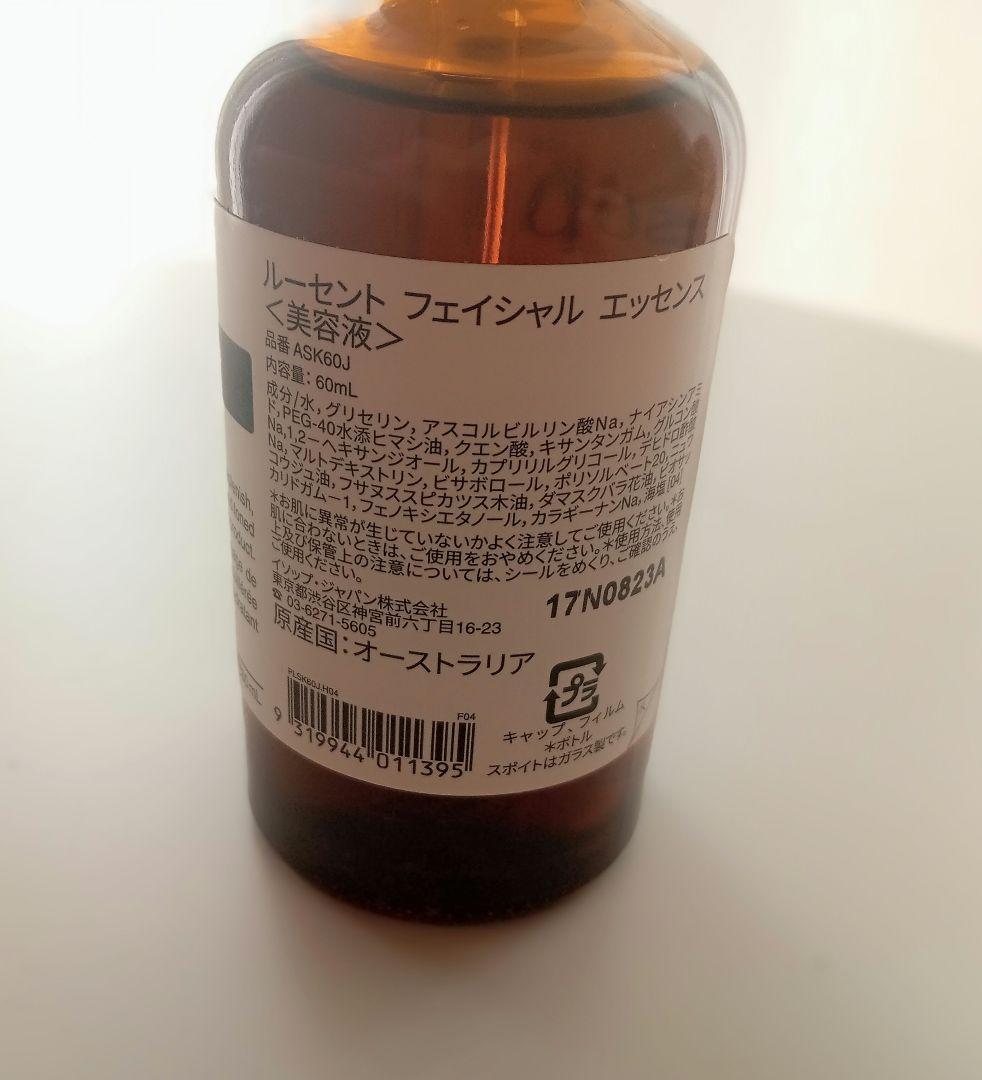 ルーセント フェイシャル エッセンス
＜美容液＞
品番 ASK60J
内容量：60mL
成分/水, グリセリン, アスコルビルリン酸Na, ナイアシンアミ
ド, PEG-40水添ヒマシ油, クエン酸, キサンタンガム, グルコン酸
Na, 1,2-ヘキサンジオール, カプリリルグリコール, デヒドロ酢酸
Na, マルトデキストリン, ビサボロール, ポリソルベート20, ニコフ
コウジュ油, フサヌススピカツス木油, ダマスクバラ花油, ビオサッ
カリドガム-1, フェノキシエタノール, カラギーナンNa, 海塩 [04]
＊お肌に異常が生じていないかよく注意してご使用ください。＊お
肌に合わないときは、ご使用をおやめください。＊使用方法、使用
上及び保管上の注意については、シールをめくり、ご確認のうえ
ご使用ください。
イソップ・ジャパン株式会社
東京都渋谷区神宮前六丁目16-23
☎ 03-6271-5605
17N0823A
原産国：オーストラリア
PLSK60J.H04
F04
9 319944 011395
プラ
キャップ、フィルム
＊ボトル
スポイトはガラス製です。
product.
mL